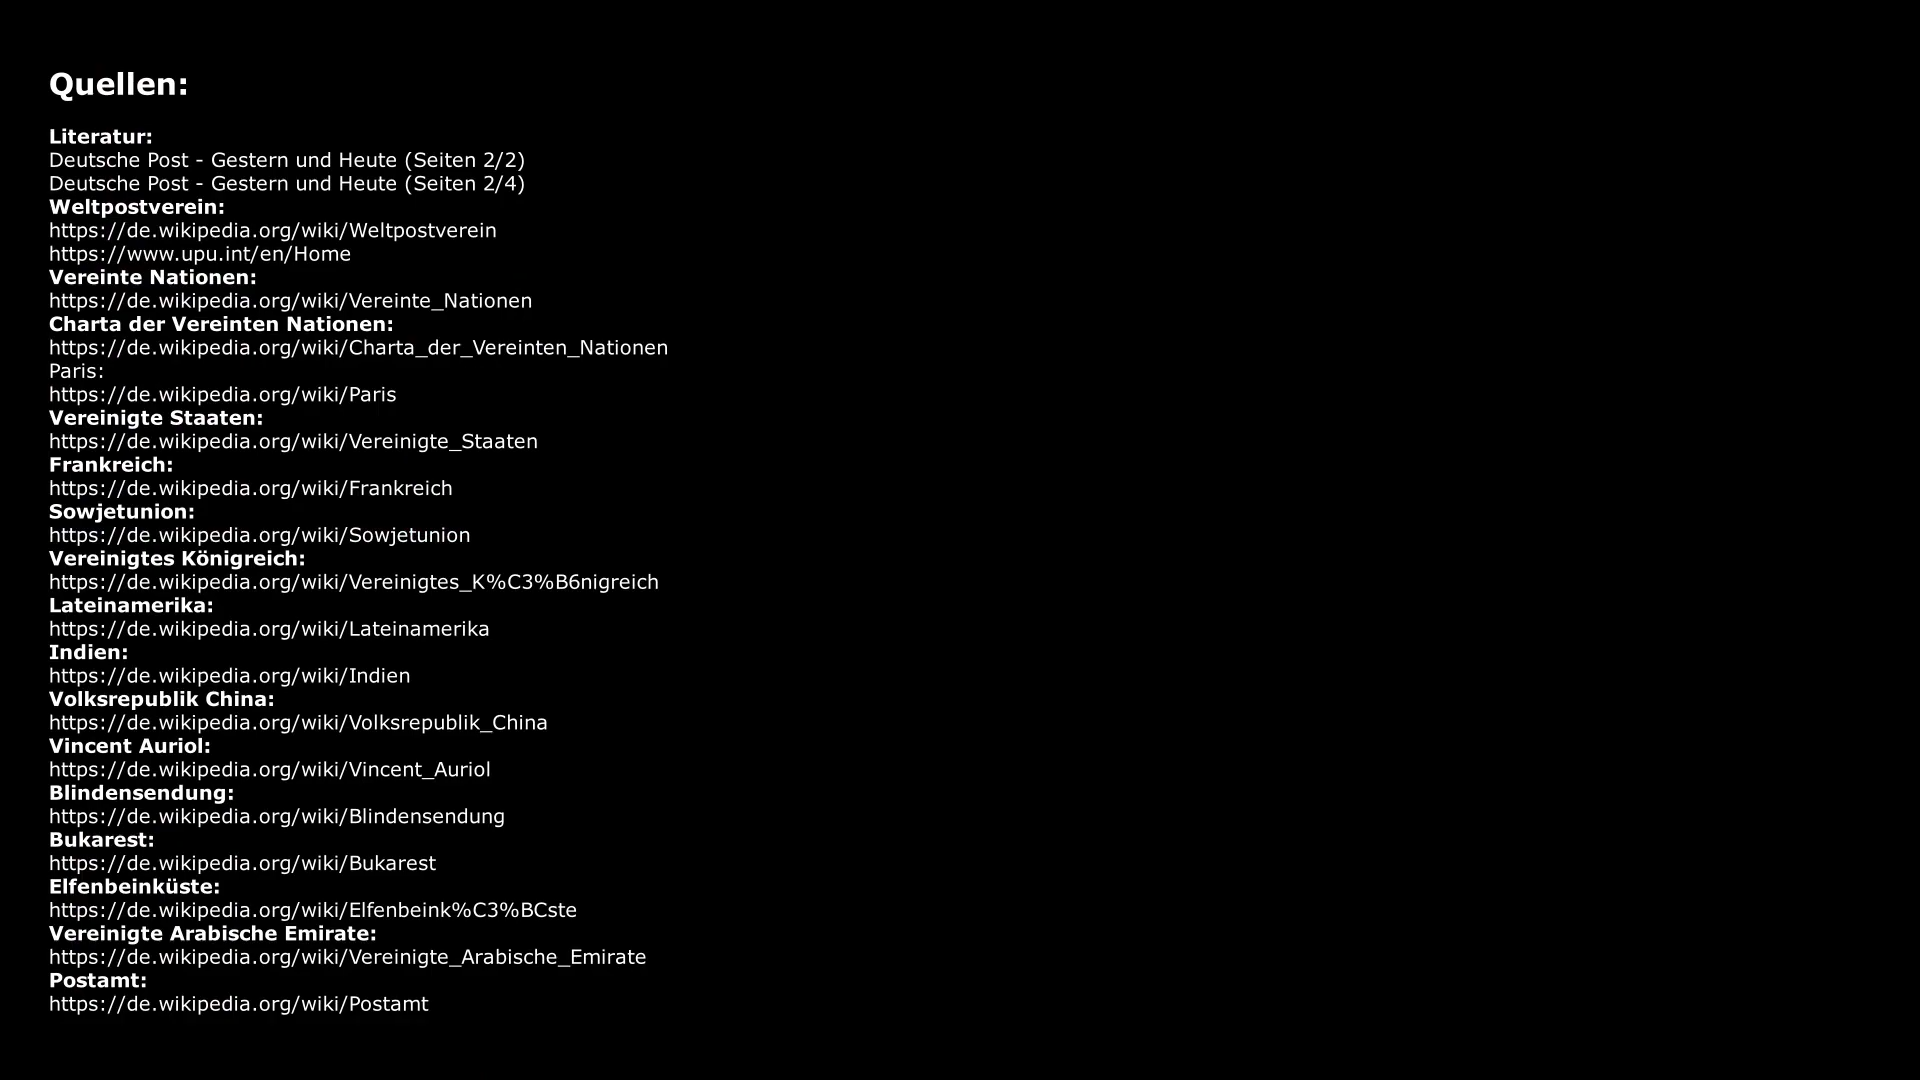 Quellen:
Literatur:
Deutsche Post - Gestern und Heute (Seiten 2/2)
Deutsche Post - Gestern und Heute (Seiten 2/4)
Weltpostverein:
https://de.wikipedia.org/wiki/Weltpostverein
https://www.upu.int/en/Home
Vereinte Nationen:
https://de.wikipedia.org/wiki/Vereinte_Nationen
Charta der Vereinten Nationen:
https://de.wikipedia.org/wiki/Charta_der_Vereinten_Nationen
Paris:
https://de.wikipedia.org/wiki/Paris
Vereinigte Staaten:
https://de.wikipedia.org/wiki/Vereinigte_Staaten
Frankreich:
https://de.wikipedia.org/wiki/Frankreich
Sowjetunion:
https://de.wikipedia.org/wiki/Sowjetunion
Vereinigtes Königreich:
https://de.wikipedia.org/wiki/Vereinigtes_K%C3%B6nigreich
Lateinamerika:
https://de.wikipedia.org/wiki/Lateinamerika
Indien:
https://de.wikipedia.org/wiki/Indien
Volksrepublik China:
https://de.wikipedia.org/wiki/Volksrepublik_China
Vincent Auriol:
https://de.wikipedia.org/wiki/Vincent_Auriol
Blindensendung:
https://de.wikipedia.org/wiki/Blindensendung
Bukarest:
https://de.wikipedia.org/wiki/Bukarest
Elfenbeinküste:
https://de.wikipedia.org/wiki/Elfenbeink%C3%BCste
Vereinigte Arabische Emirate:
https://de.wikipedia.org/wiki/Vereinigte_Arabische_Emirate
Postamt:
https://de.wikipedia.org/wiki/Postamt